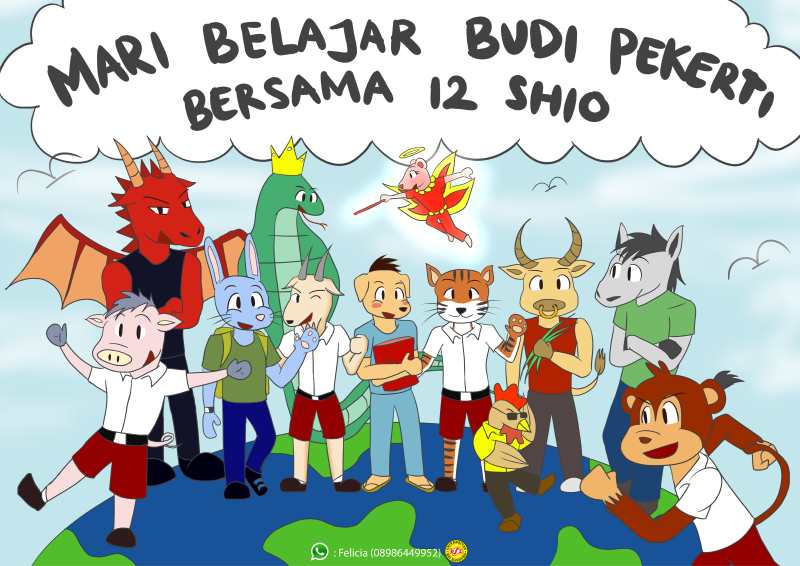 MARI BELAJAR BUDI PEKERTI
BERSAMA 12 SHIO
: Felicia (08986449952)